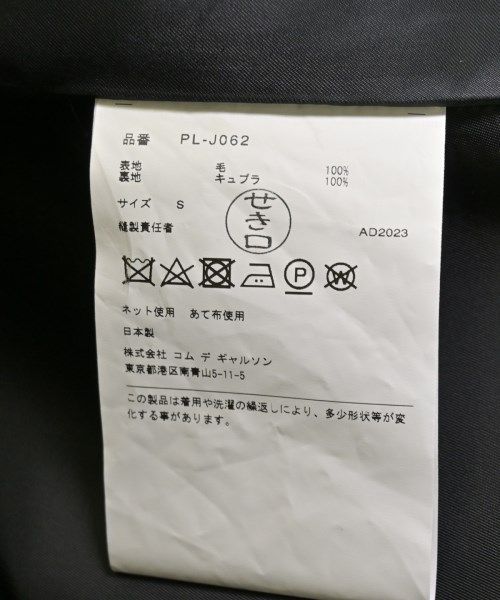 品番 PL-J062
表地 毛 100%
裏地 キュプラ 100%
サイズ S
せき口
縫製責任者
AD2023
P
W
ネット使用 あて布使用
日本製
株式会社 コム デ ギャルソン
東京都港区南青山5-11-5
この製品は着用や洗濯の繰返しにより、多少形状等が変
化する事があります。